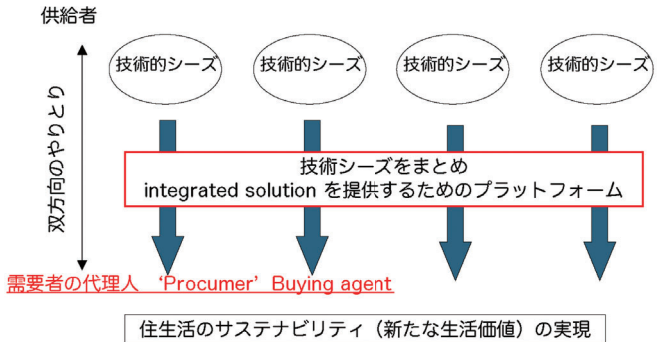 供給者
技術的シーズ 技術的シーズ 技術的シーズ 技術的シーズ
双方向のやりとり
技術シーズをまとめ
integrated solution を提供するためのプラットフォーム
需要者の代理人 ‘Procumer’ Buying agent
住生活のサステナビリティ（新たな生活価値）の実現